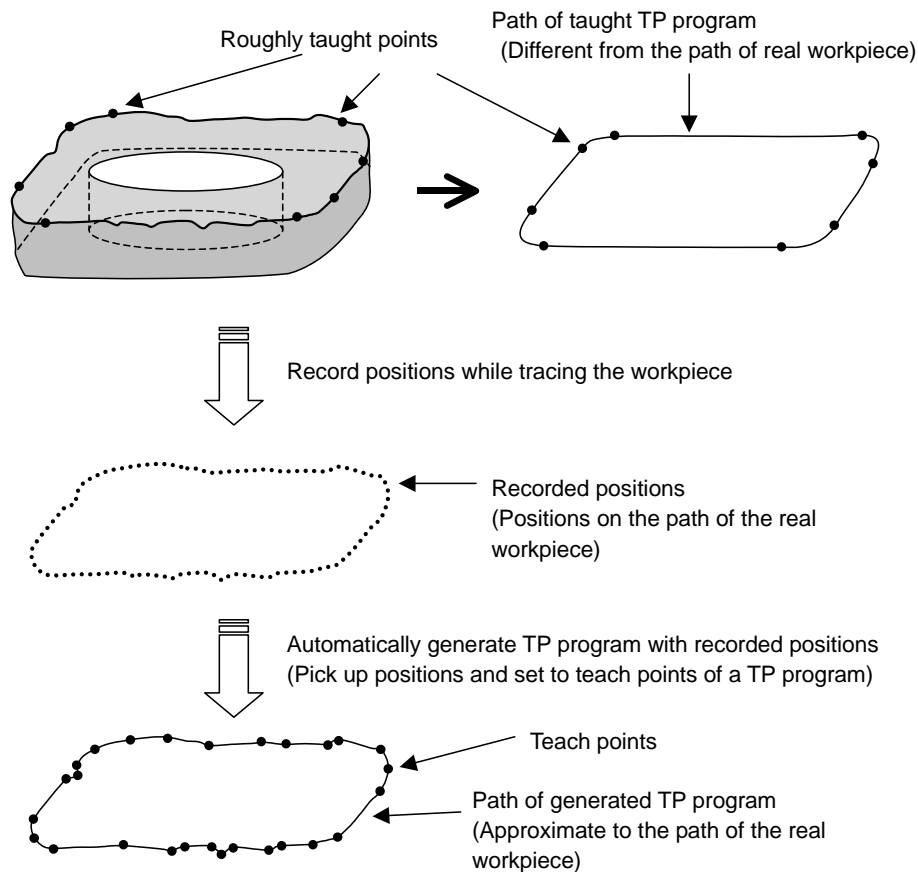 Roughly taught points
Path of taught TP program
(Different from the path of real workpiece)
Record positions while tracing the workpiece
Recorded positions
(Positions on the path of the real
workpiece)
Automatically generate TP program with recorded positions
(Pick up positions and set to teach points of a TP program)
Teach points
Path of generated TP program
(Approximate to the path of the real
workpiece)